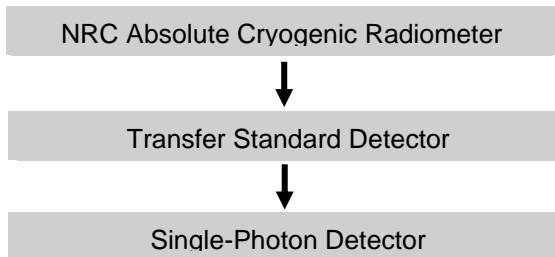 NRC Absolute Cryogenic Radiometer
Transfer Standard Detector
Single-Photon Detector